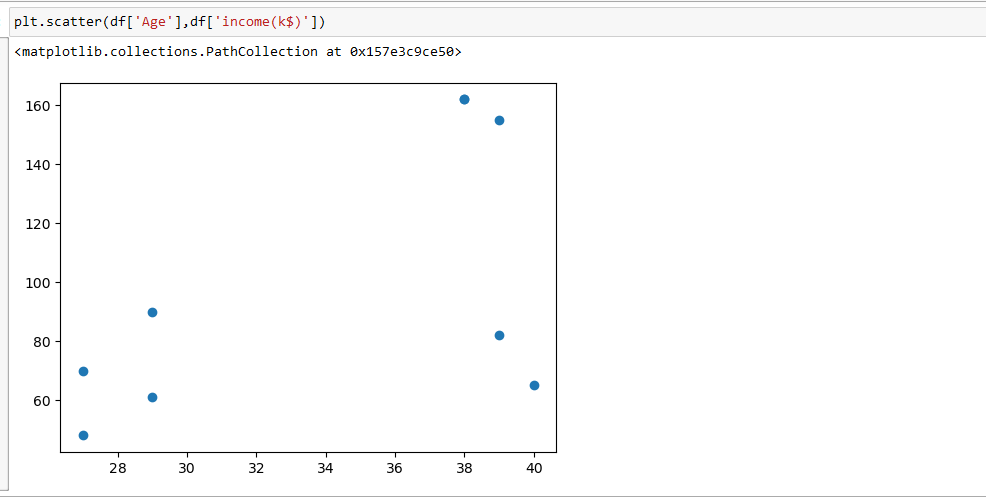 plt.scatter(df['Age'],df['income(k$)'])
<matplotlib.collections.PathCollection at 0x157e3c9ce50>
160
140
120
100
80
60
28 30 32 34 36 38 40